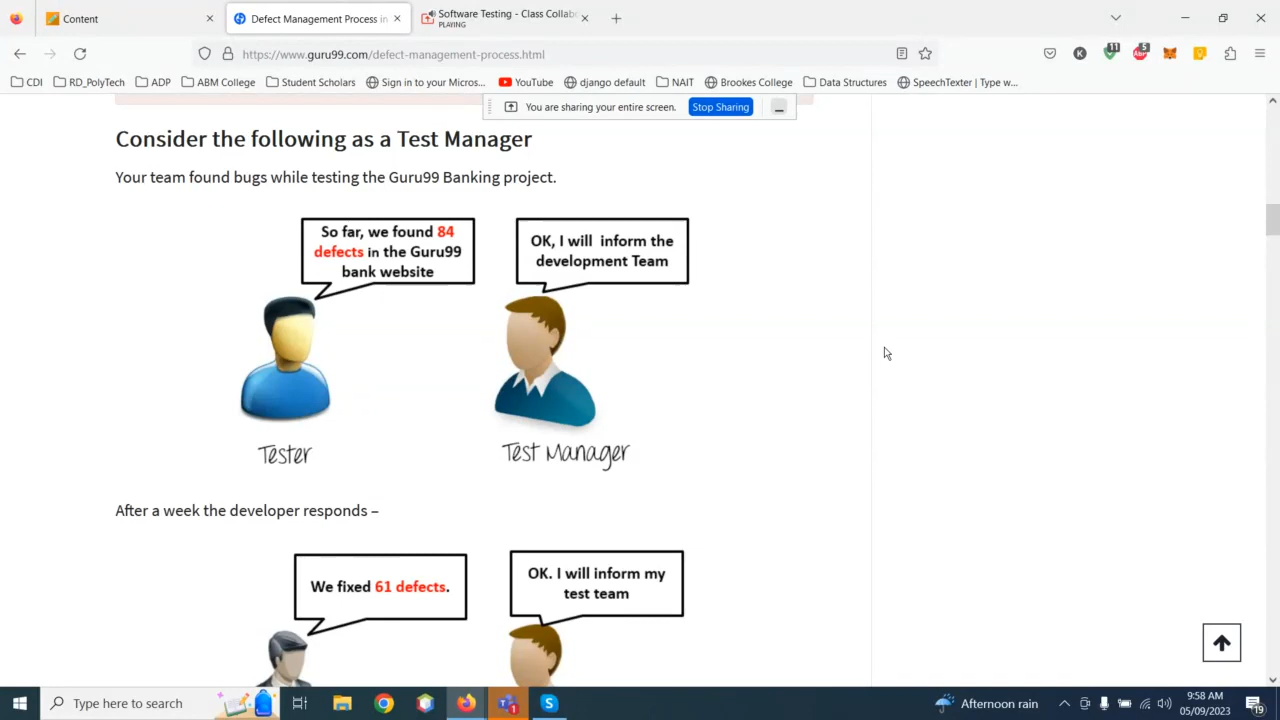 Content
Defect Management Process in
Software Testing - Class Collab
PLAYING
https://www.guru99.com/defect-management-process.html
K
11
ABP
5
CDI
RD_PolyTech
ADP
ABM College
Student Scholars
Sign in to your Micros...
YouTube
django default
NAIT
Brookes College
Data Structures
SpeechTexter | Type w...
You are sharing your entire screen.
Stop Sharing
Consider the following as a Test Manager
Your team found bugs while testing the Guru99 Banking project.
So far, we found 84
defects in the Guru99
bank website
OK, I will inform the
development Team
Tester
Test Manager
After a week the developer responds –
We fixed 61 defects.
OK. I will inform my
test team
Type here to search
1
Afternoon rain
9:58 AM
05/09/2023
19